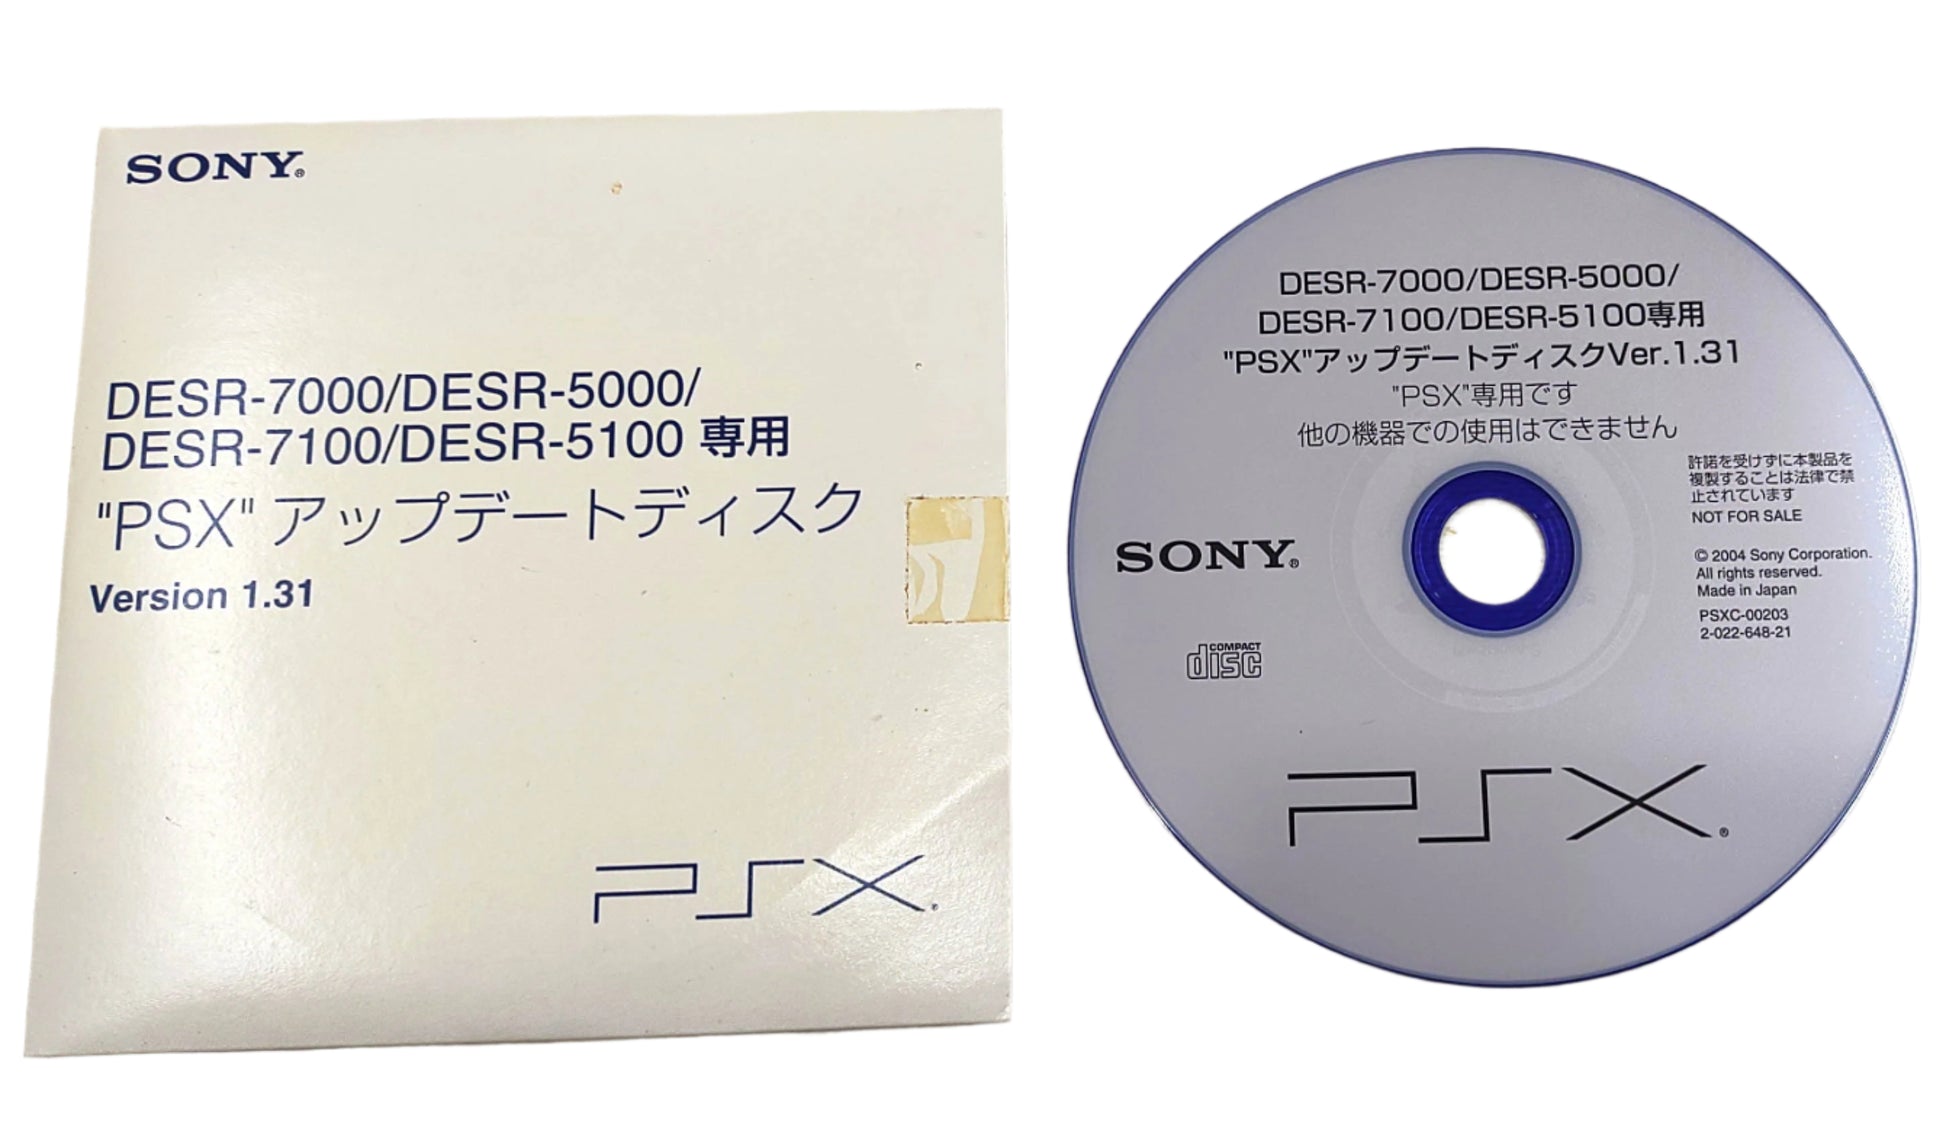 SONY®
DESR-7000/DESR-5000/
DESR-7100/DESR-5100 専用
"PSX" アップデートディスク
Version 1.31
PSX®
DESR-7000/DESR-5000/
DESR-7100/DESR-5100専用
"PSX"アップデートディスクVer.1.31
"PSX"専用です
他の機器での使用はできません
許諾を受けずに本製品を
複製することは法律で禁
止されています
NOT FOR SALE
SONY®
© 2004 Sony Corporation.
All rights reserved.
Made in Japan
PSXC-00203
2-022-648-21
COMPACT
disc
PSX®